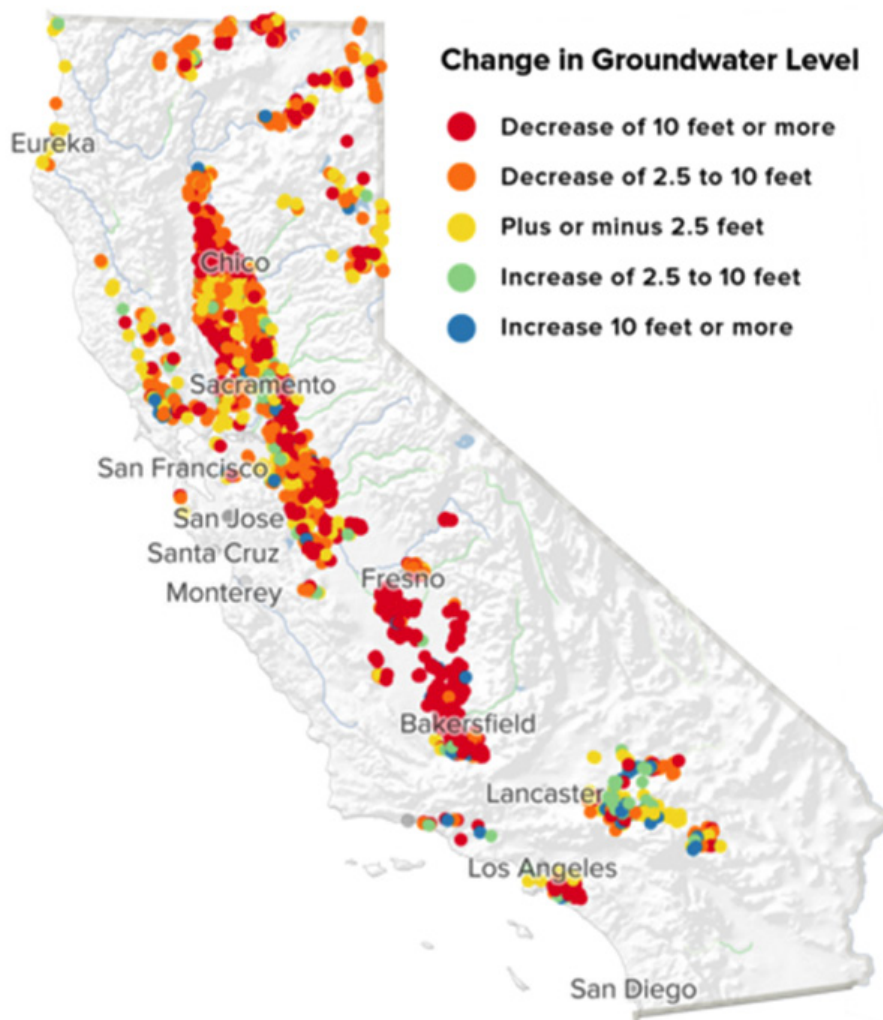 Change in Groundwater Level
Decrease of 10 feet or more
Decrease of 2.5 to 10 feet
Plus or minus 2.5 feet
Increase of 2.5 to 10 feet
Increase 10 feet or more
Eureka
Chico
Sacramento
San Francisco
San Jose
Santa Cruz
Monterey
Fresno
Bakersfield
Lancaster
Los Angeles
San Diego